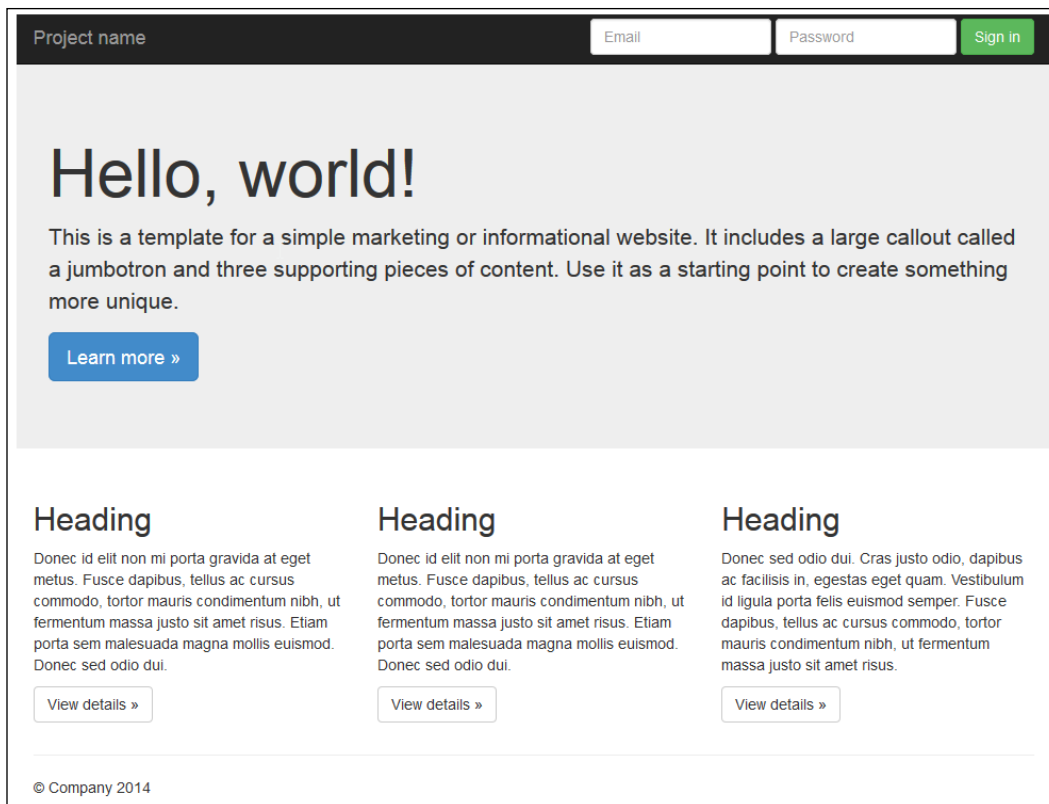 Project name
Email
Password
Sign in
Hello, world!
This is a template for a simple marketing or informational website. It includes a large callout called
a jumbotron and three supporting pieces of content. Use it as a starting point to create something
more unique.
Learn more »
Heading
Donec id elit non mi porta gravida at eget
metus. Fusce dapibus, tellus ac cursus
commodo, tortor mauris condimentum nibh, ut
fermentum massa justo sit amet risus. Etiam
porta sem malesuada magna mollis euismod.
Donec sed odio dui.
View details »
Heading
Donec id elit non mi porta gravida at eget
metus. Fusce dapibus, tellus ac cursus
commodo, tortor mauris condimentum nibh, ut
fermentum massa justo sit amet risus. Etiam
porta sem malesuada magna mollis euismod.
Donec sed odio dui.
View details »
Heading
Donec sed odio dui. Cras justo odio, dapibus
ac facilisis in, egestas eget quam. Vestibulum
id ligula porta felis euismod semper. Fusce
dapibus, tellus ac cursus commodo, tortor
mauris condimentum nibh, ut fermentum
massa justo sit amet risus.
View details »
© Company 2014